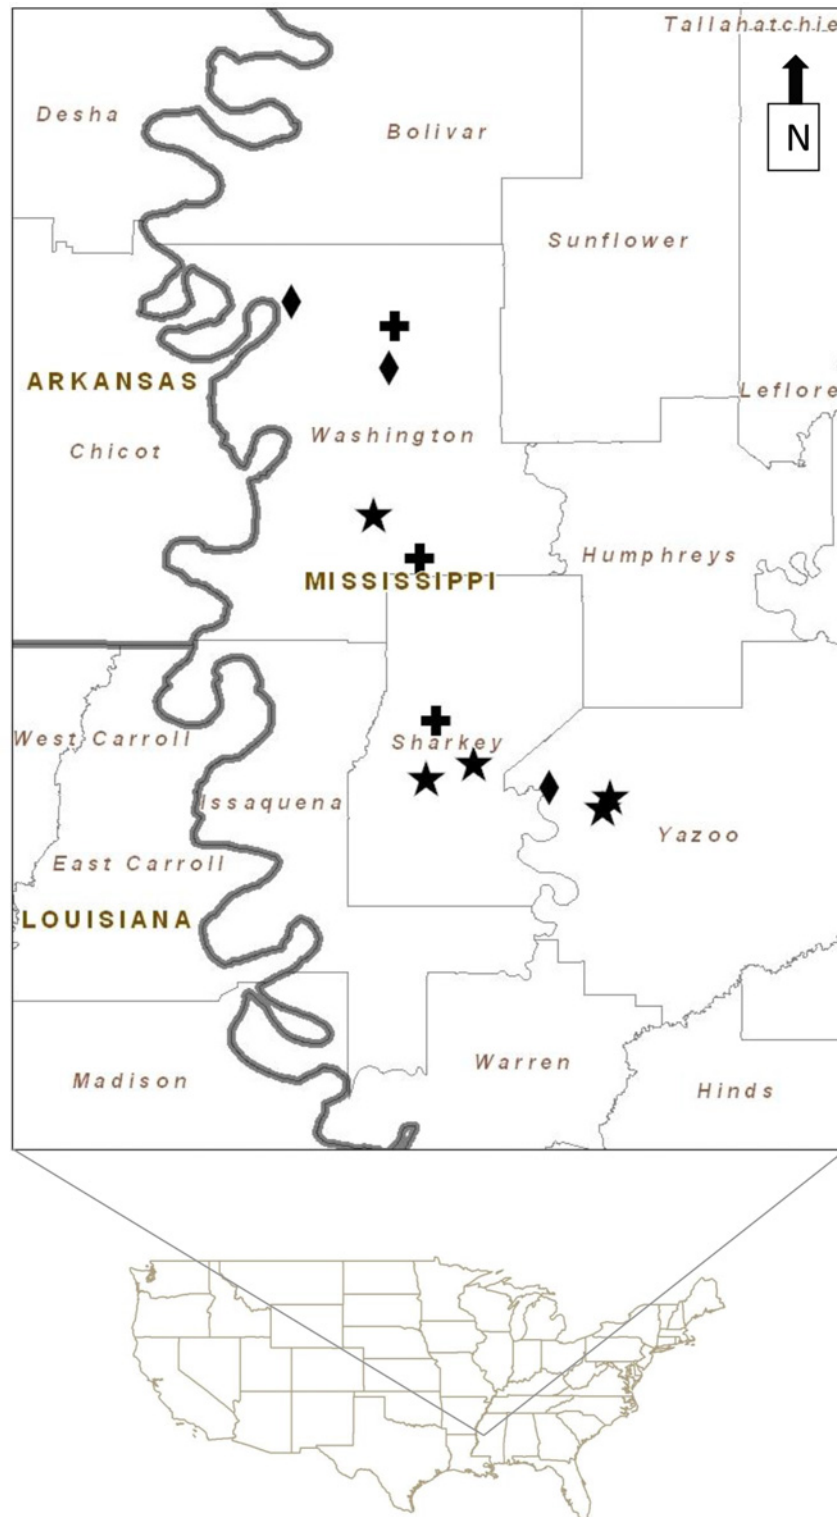 Tallahatchie
N
Desha
Bolivar
Sunflower
ARKANSAS
Leflore
Chicot
Washington
Humphreys
MISSISSIPPI
West Carroll
Sharkey
Issaquena
Yazoo
East Carroll
LOUISIANA
Warren
Madison
Hinds